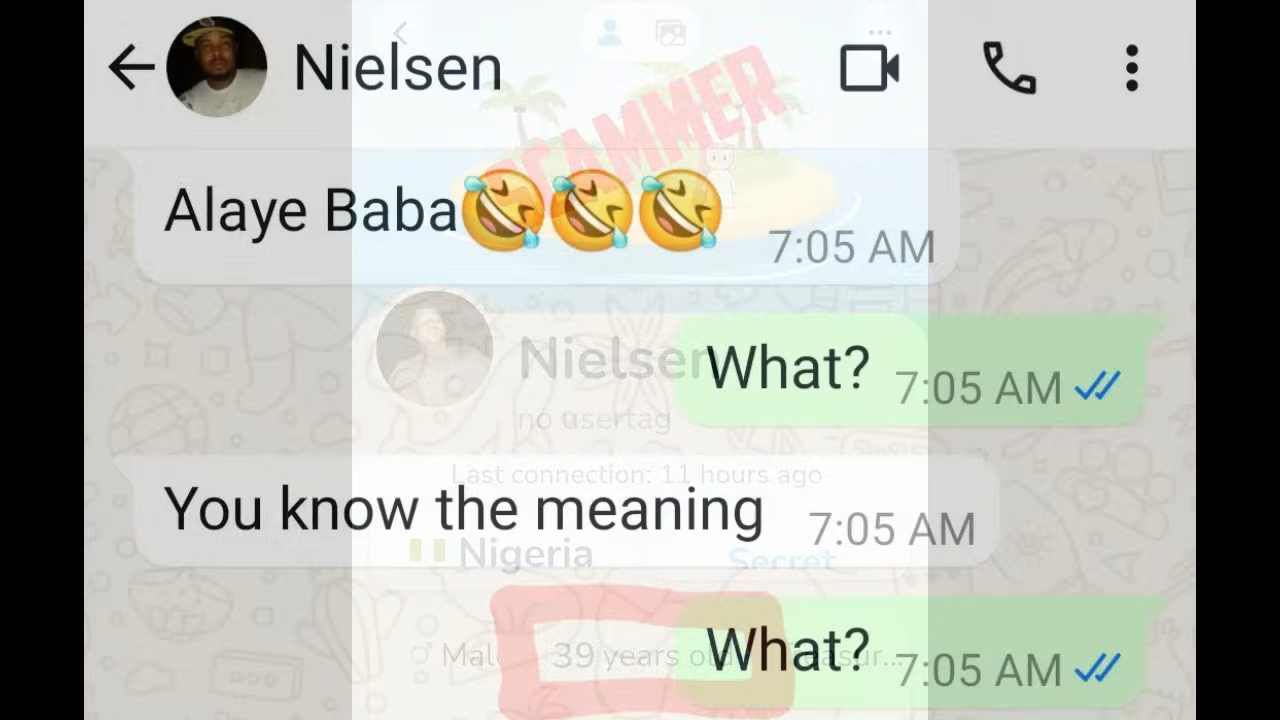 Nielsen
SCAMMER
Alaye Baba🤣🤣🤣
7:05 AM
Nielsen
What?
7:05 AM
no usertag
Last connection: 11 hours ago
You know the meaning
7:05 AM
Nigeria
Secret
What?
7:05 AM
39 years